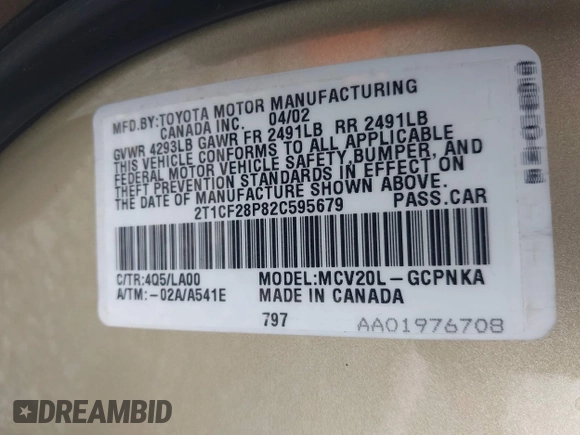 MFD.BY:TOYOTA MOTOR MANUFACTURING
CANADA INC. 04/02
GVWR 4293LB GAWR FR 2491LB RR 2491LB
THIS VEHICLE CONFORMS TO ALL APPLICABLE
FEDERAL MOTOR VEHICLE SAFETY,BUMPER, AND
THEFT PREVENTION STANDARDS IN EFFECT ON
THE DATE OF MANUFACTURE SHOWN ABOVE.
2T1CF28P82C595679 PASS.CAR
C/TR:4Q5/LA00 MODEL:MCV20L-GCPNKA
A/TM:-02A/A541E MADE IN CANADA
797 AA01976708
DREAMBID